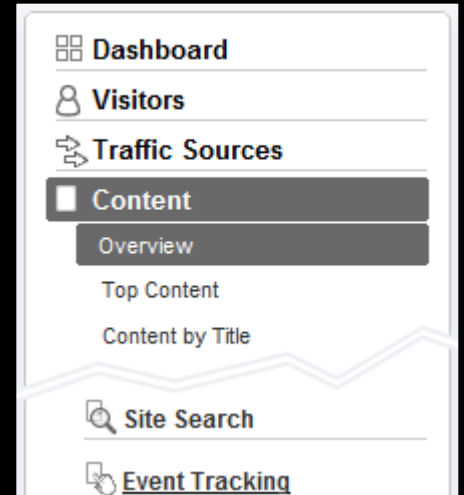 Dashboard
Visitors
Traffic Sources
Content
Overview
Top Content
Content by Title
Site Search
Event Tracking